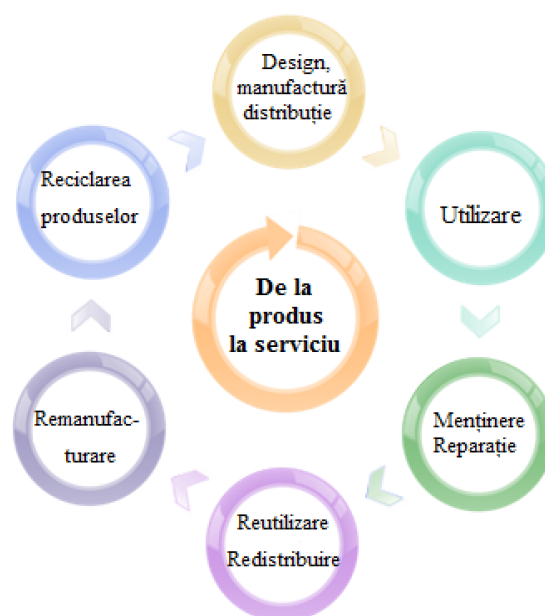 Design,
manufactură
distribuție
Utilizare
Menținere
Reparație
Reutilizare
Redistribuire
Remanufac-
turare
Reciclarea
produselor
De la
produs
la serviciu